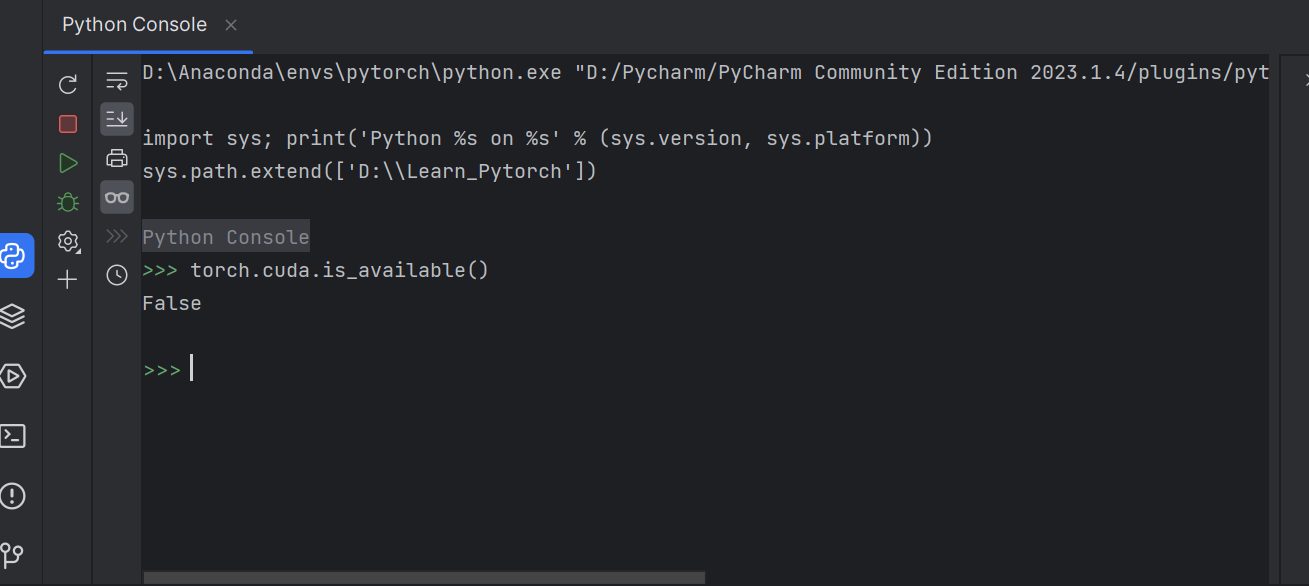 Python Console
D:\Anaconda\envs\pytorch\python.exe "D:/Pycharm/PyCharm Community Edition 2023.1.4/plugins/pyt
import sys; print('Python %s on %s' % (sys.version, sys.platform))
sys.path.extend(['D:\\Learn_Pytorch'])
Python Console
>>> torch.cuda.is_available()
False
>>>